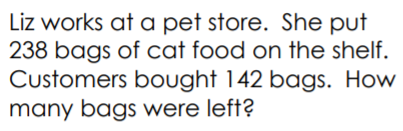 Liz works at a pet store.  She put
238 bags of cat food on the shelf.
Customers bought 142 bags.  How
many bags were left?